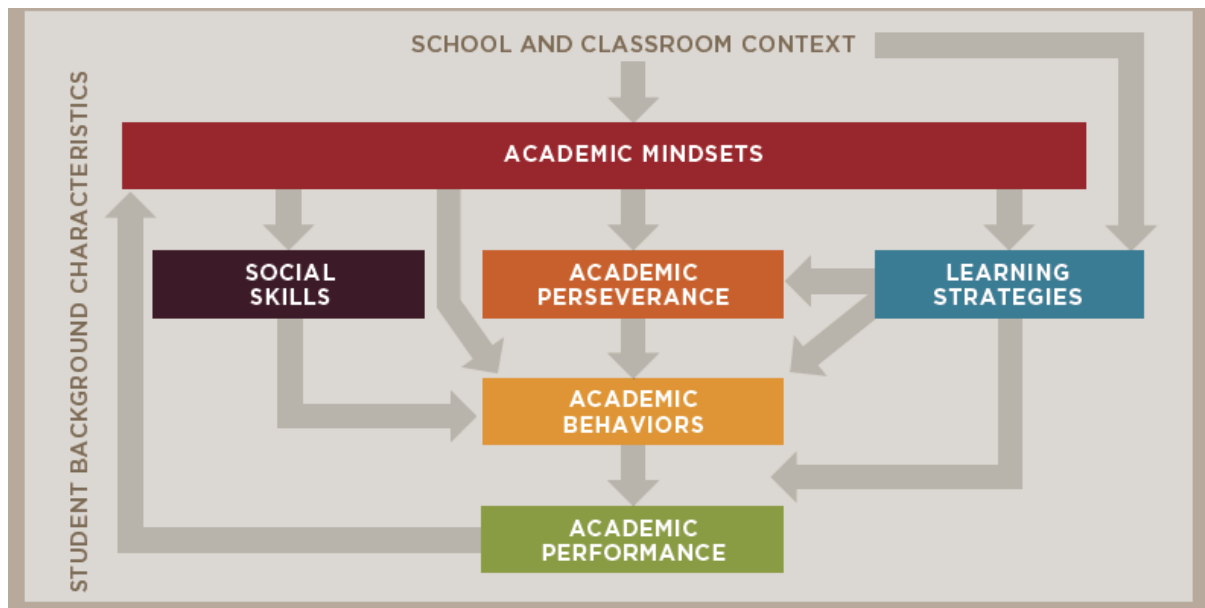 SCHOOL AND CLASSROOM CONTEXT
STUDENT BACKGROUND CHARACTERISTICS
ACADEMIC MINDSETS
SOCIAL
SKILLS
ACADEMIC
PERSEVERANCE
LEARNING
STRATEGIES
ACADEMIC
BEHAVIORS
ACADEMIC
PERFORMANCE